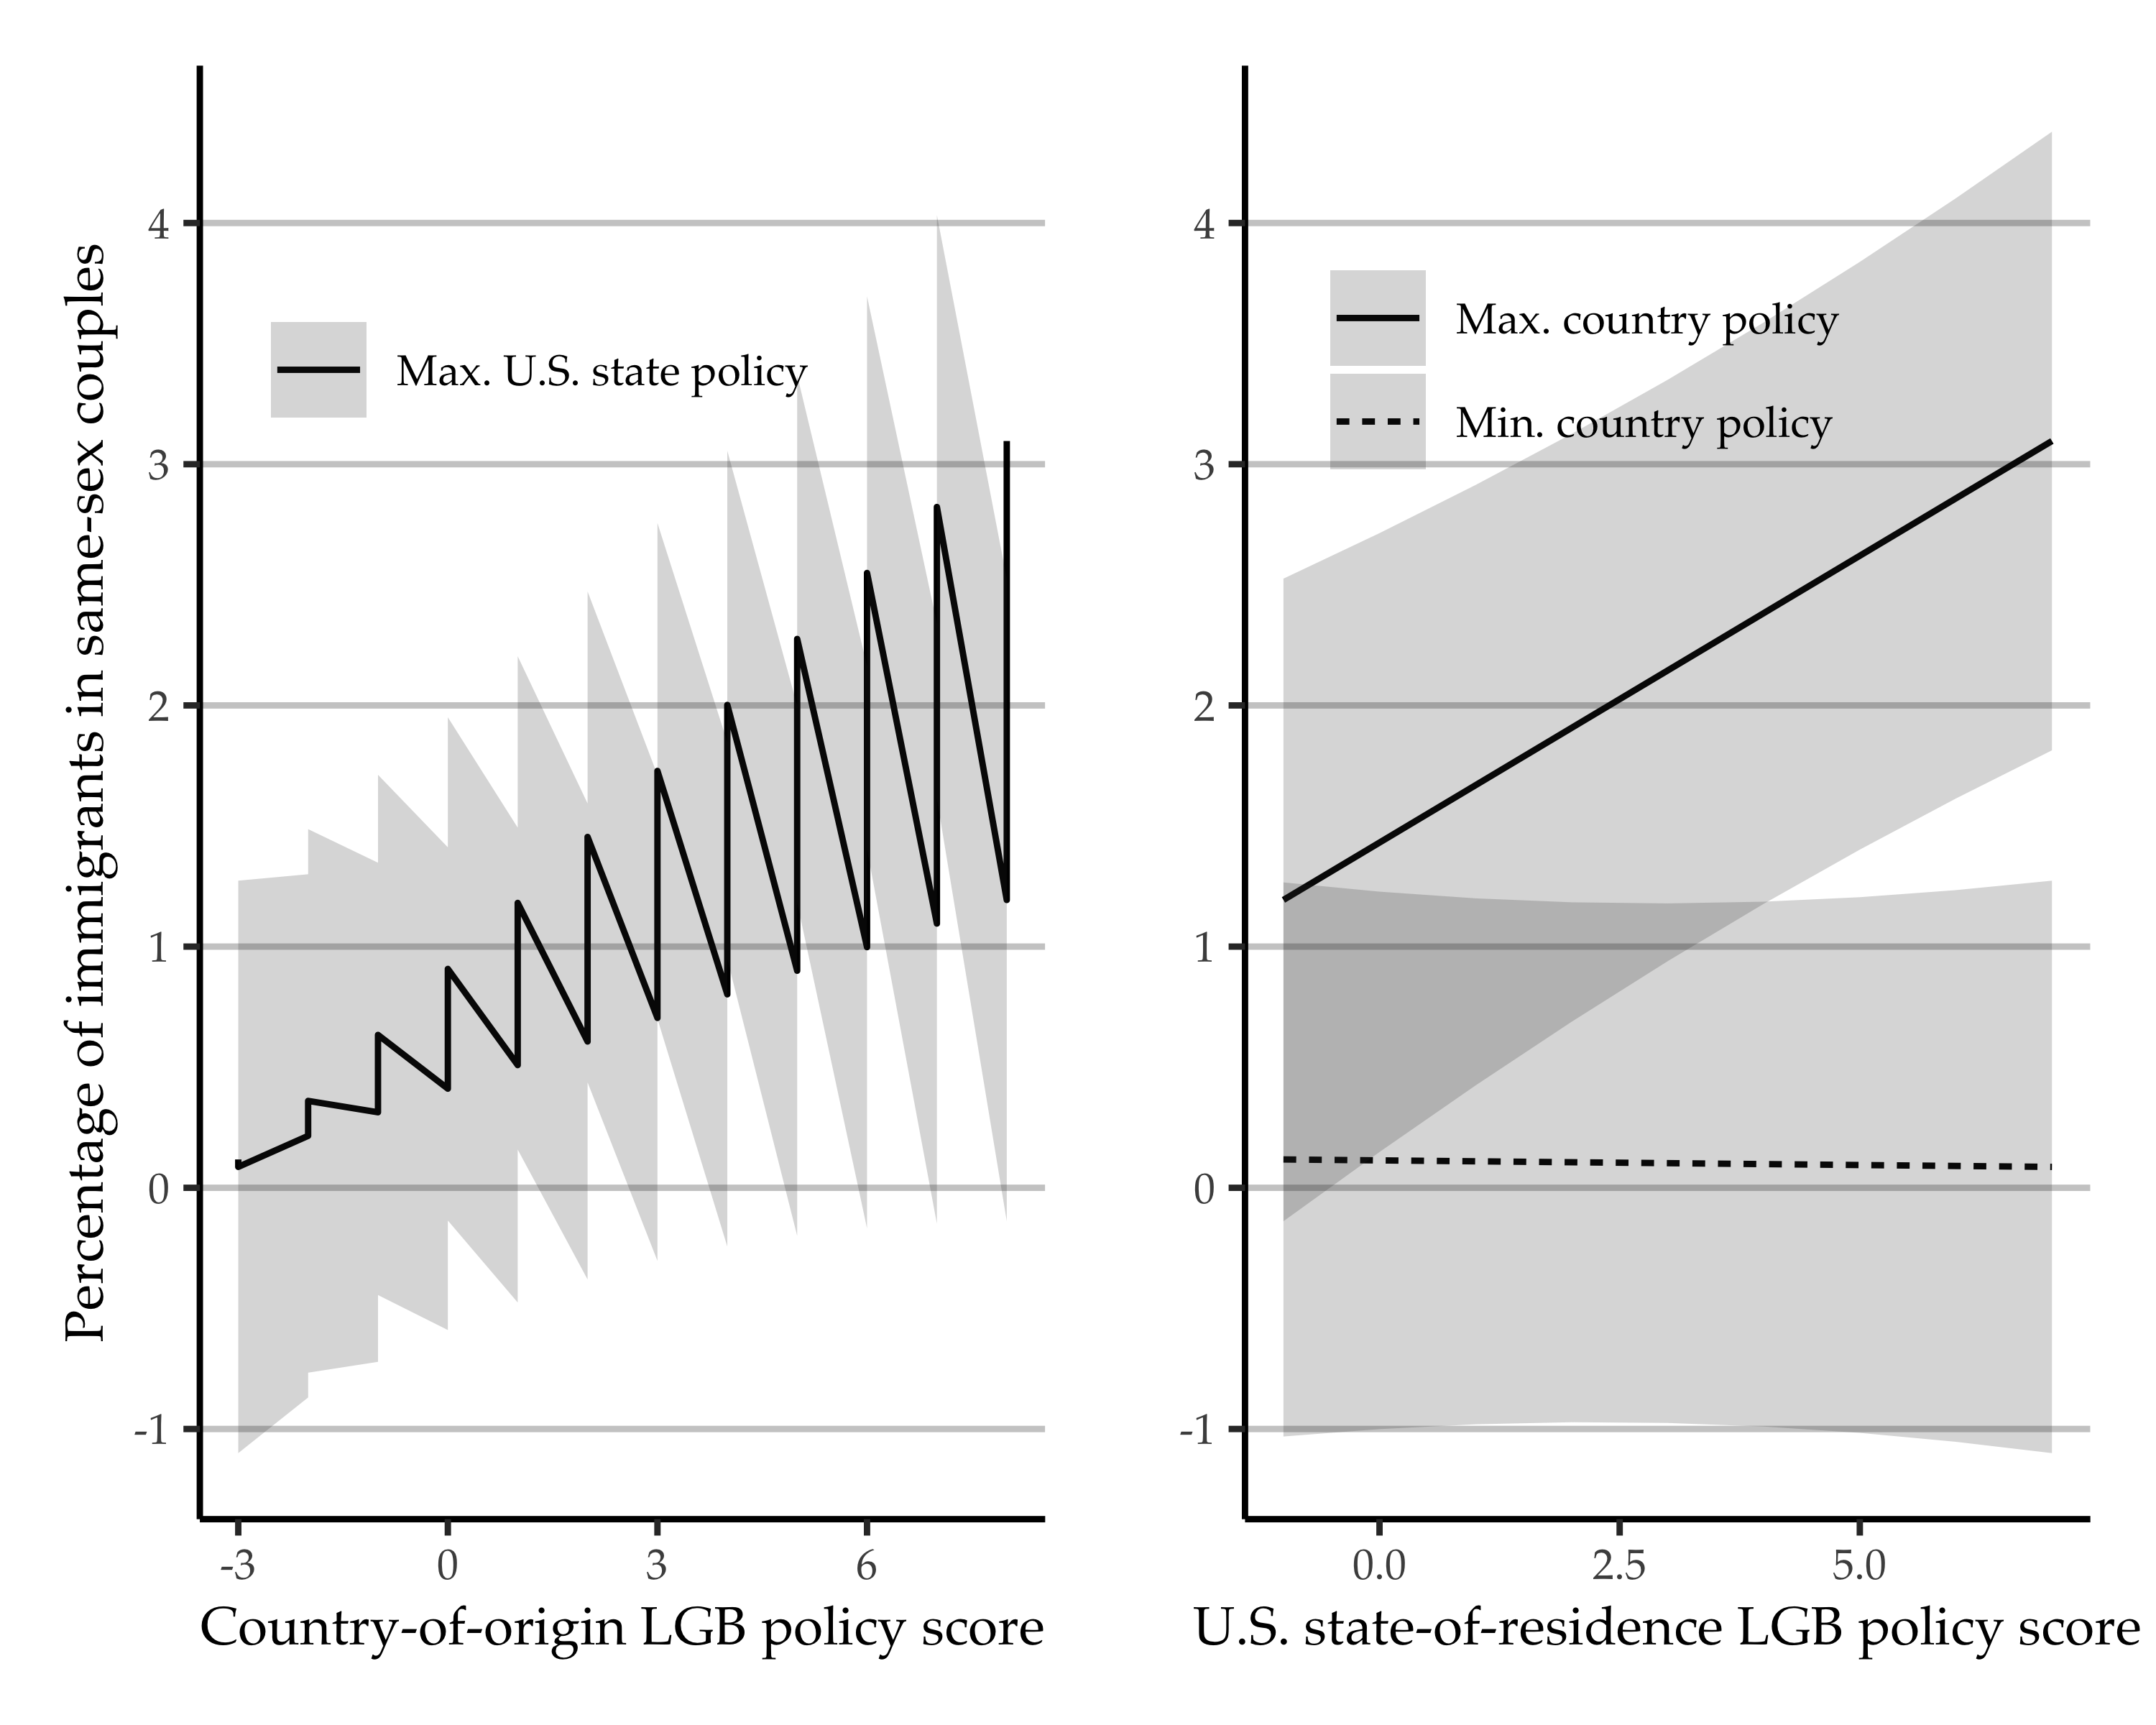 Percentage of immigrants in same-sex couples
4
3
2
1
0
-1
Max. U.S. state policy
-3 0 3 6
Country-of-origin LGB policy score
4
3
2
1
0
-1
Max. country policy
Min. country policy
0.0 2.5 5.0
U.S. state-of-residence LGB policy score